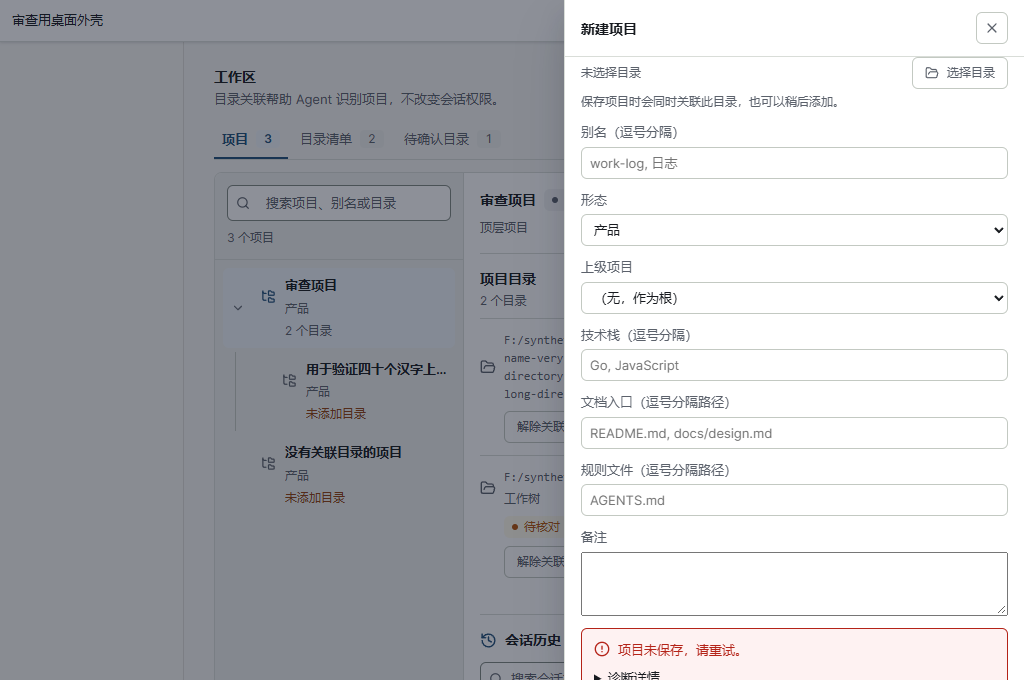 审查用桌面外壳
工作区
目录关联帮助 Agent 识别项目，不改变会话权限。
项目 3 目录清单 2 待确认目录 1
搜索项目、别名或目录
3 个项目
审查项目
产品
2 个目录
用于验证四十个汉字上...
产品
未添加目录
没有关联目录的项目
产品
未添加目录
审查项目
顶层项目
项目目录
2 个目录
F:/synthe
name-very
directory
long-dire
解除关联
F:/synthe
工作树
待核对
解除关联
会话历史
搜索会话
新建项目
未选择目录
选择目录
保存项目时会同时关联此目录，也可以稍后添加。
别名（逗号分隔）
work-log, 日志
形态
产品
上级项目
（无，作为根）
技术栈（逗号分隔）
Go, JavaScript
文档入口（逗号分隔路径）
README.md, docs/design.md
规则文件（逗号分隔路径）
AGENTS.md
备注
项目未保存，请重试。
诊断详情